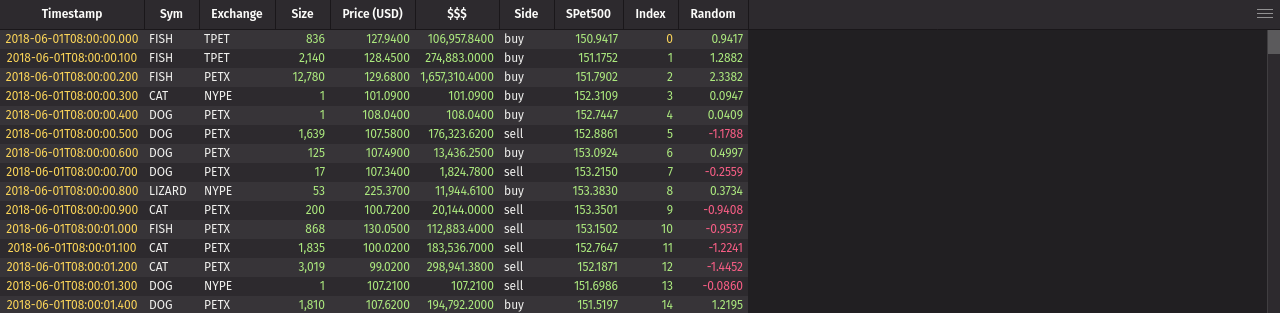 Timestamp Sym Exchange Size Price (USD) $$$ Side SPet500 Index Random
2018-06-01T08:00:00.000 FISH TPET 836 127.9400 106,957.8400 buy 150.9417 0 0.9417
2018-06-01T08:00:00.100 FISH TPET 2,140 128.4500 274,883.0000 buy 151.1752 1 1.2882
2018-06-01T08:00:00.200 FISH PETX 12,780 129.6800 1,657,310.4000 buy 151.7902 2 2.3382
2018-06-01T08:00:00.300 CAT NYPE 1 101.0900 101.0900 buy 152.3109 3 0.0947
2018-06-01T08:00:00.400 DOG PETX 1 108.0400 108.0400 buy 152.7447 4 0.0409
2018-06-01T08:00:00.500 DOG PETX 1,639 107.5800 176,323.6200 sell 152.8861 5 -1.1788
2018-06-01T08:00:00.600 DOG PETX 125 107.4900 13,436.2500 buy 153.0924 6 0.4997
2018-06-01T08:00:00.700 DOG PETX 17 107.3400 1,824.7800 sell 153.2150 7 -0.2559
2018-06-01T08:00:00.800 LIZARD NYPE 53 225.3700 11,944.6100 buy 153.3830 8 0.3734
2018-06-01T08:00:00.900 CAT PETX 200 100.7200 20,144.0000 sell 153.3501 9 -0.9408
2018-06-01T08:00:01.000 FISH PETX 868 130.0500 112,883.4000 sell 153.1502 10 -0.9537
2018-06-01T08:00:01.100 CAT PETX 1,835 100.0200 183,536.7000 sell 152.7647 11 -1.2241
2018-06-01T08:00:01.200 CAT PETX 3,019 99.0200 298,941.3800 sell 152.1871 12 -1.4452
2018-06-01T08:00:01.300 DOG NYPE 1 107.2100 107.2100 sell 151.6986 13 -0.0860
2018-06-01T08:00:01.400 DOG PETX 1,810 107.6200 194,792.2000 buy 151.5197 14 1.2195